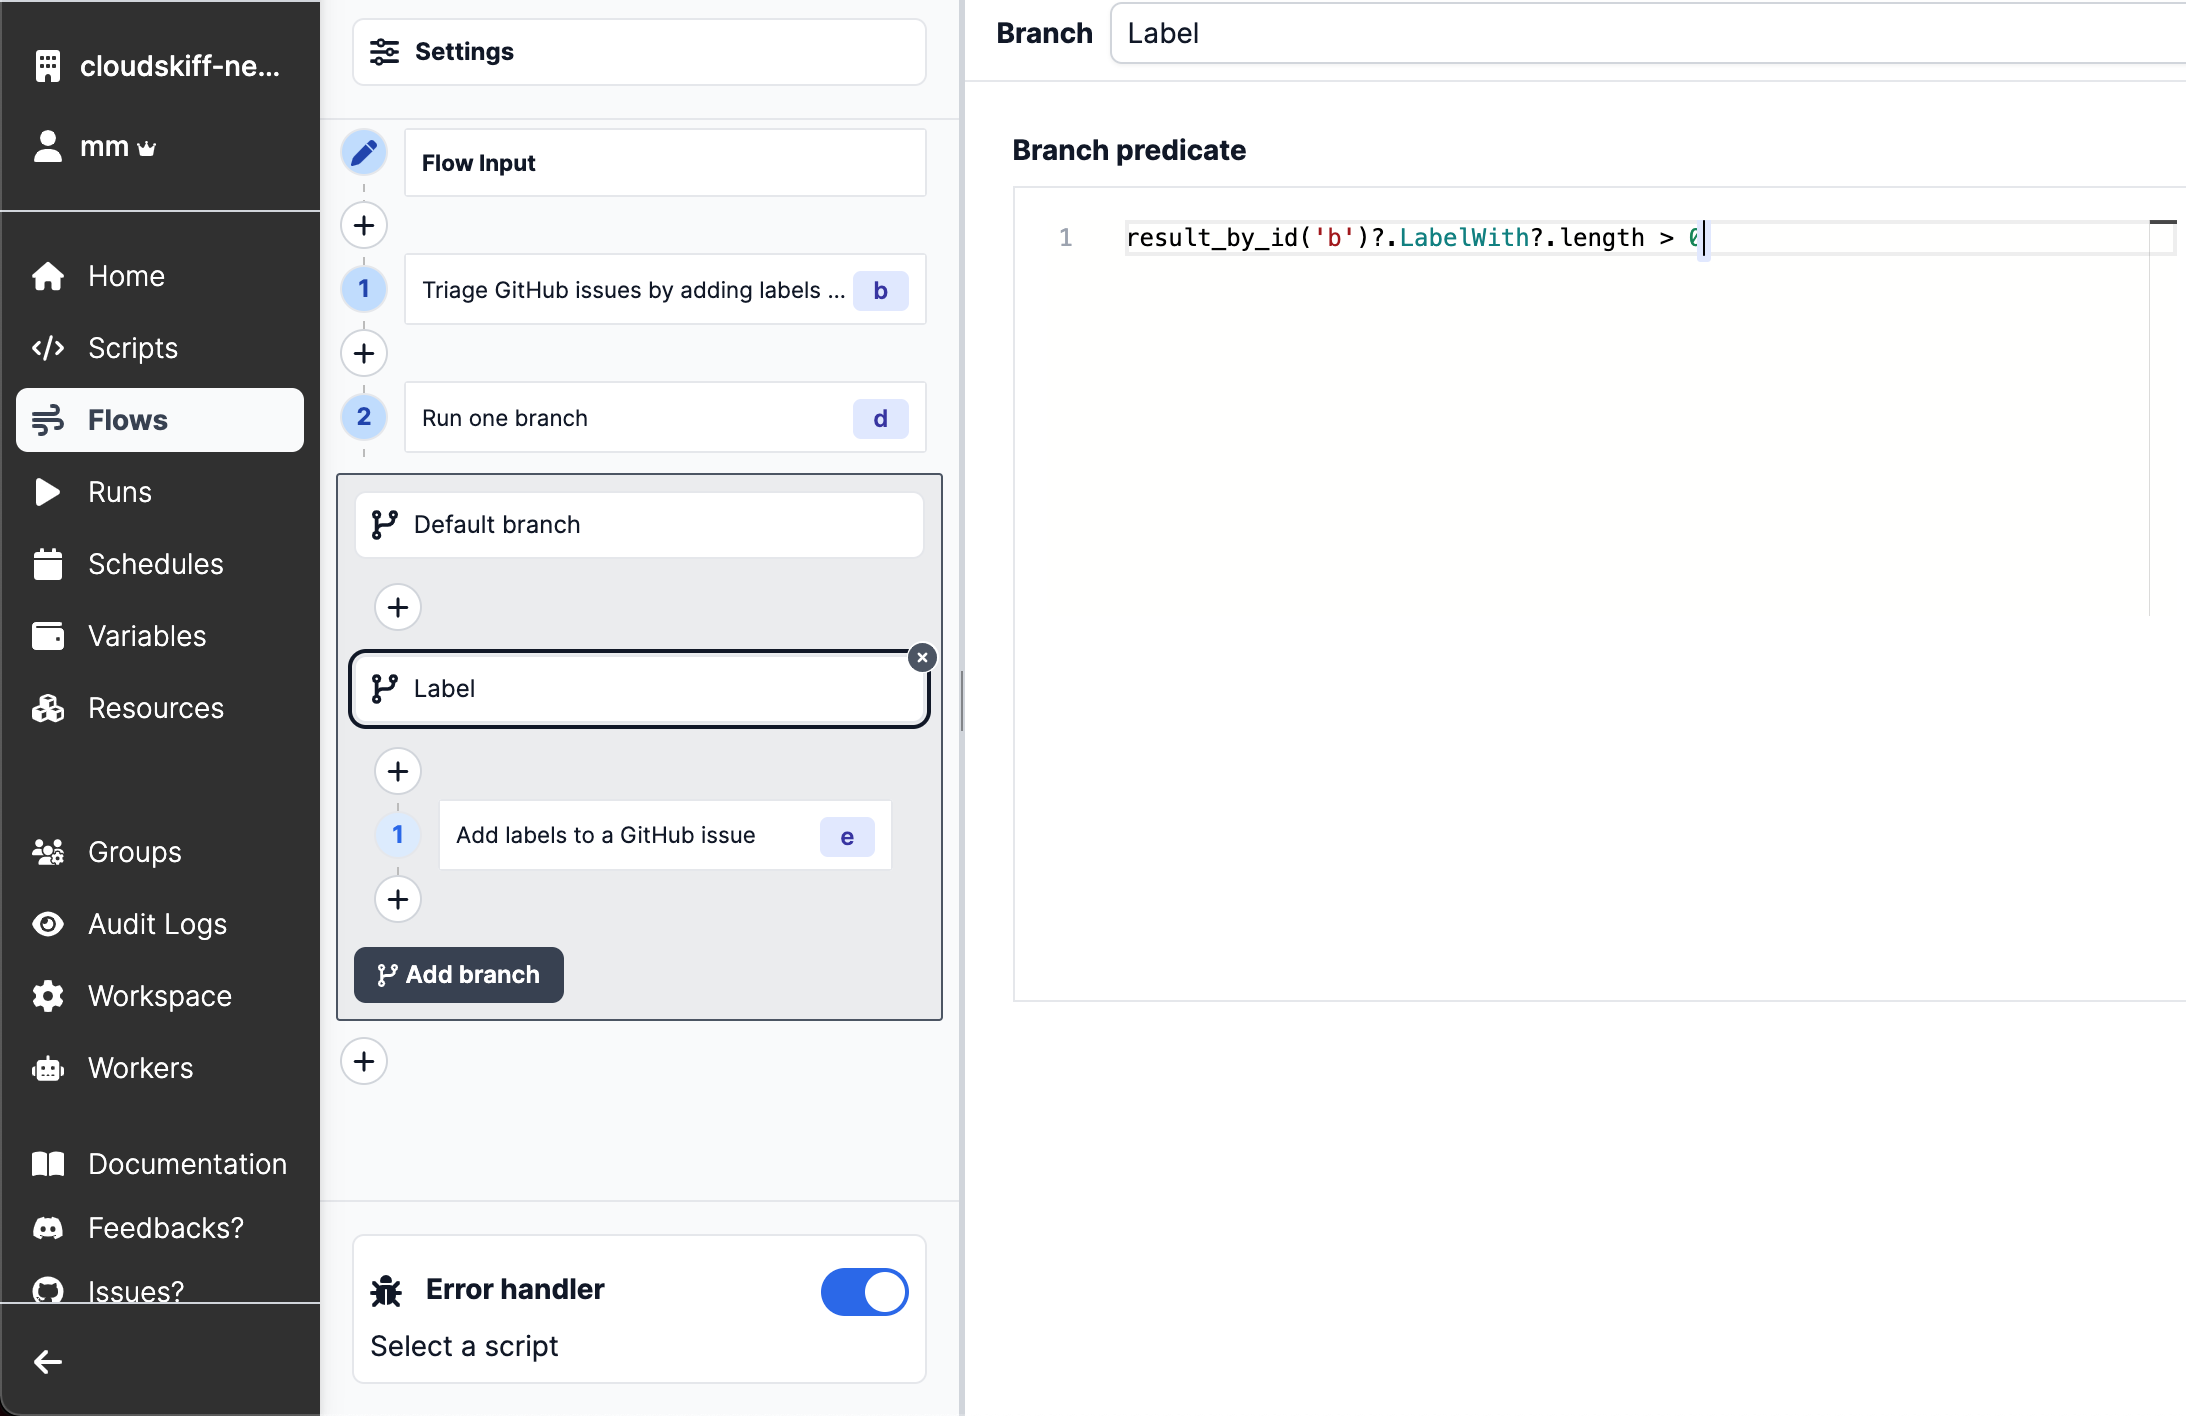 cloudskiff-ne...
mm
Home
Scripts
Flows
Runs
Schedules
Variables
Resources
Groups
Audit Logs
Workspace
Workers
Documentation
Feedbacks?
Issues?
Settings
Flow Input
1 Triage GitHub issues by adding labels ... b
2 Run one branch d
Default branch
Label
1 Add labels to a GitHub issue e
Add branch
Error handler
Select a script
Branch Label
Branch predicate
1 result_by_id('b')?.LabelWith?.length > 0